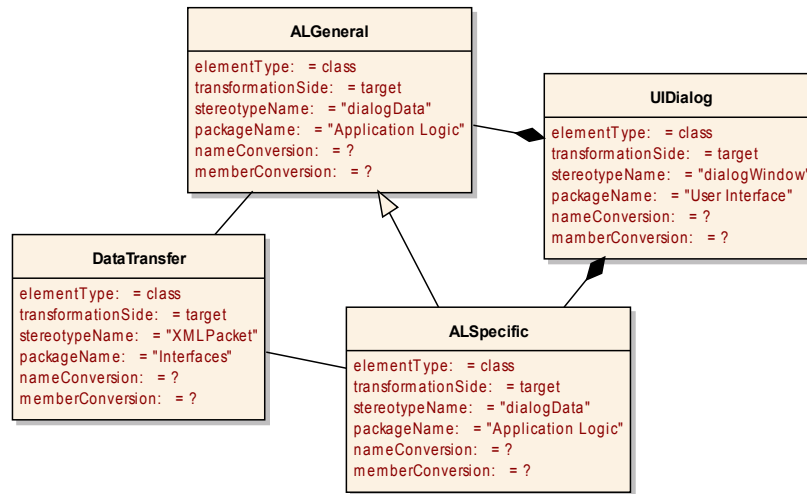 ALGeneral
elementType: = class
transformationSide: = target
stereotypeName: = "dialogData"
packageName: = "Application Logic"
nameConversion: = ?
memberConversion: = ?
UIDialog
elementType: = class
transformationSide: = target
stereotypeName: = "dialogWindow"
packageName: = "User Interface"
nameConversion: = ?
mamberConversion: = ?
DataTransfer
elementType: = class
transformationSide: = target
stereotypeName: = "XMLPacket"
packageName: = "Interfaces"
nameConversion: = ?
memberConversion: = ?
ALSpecific
elementType: = class
transformationSide: = target
stereotypeName: = "dialogData"
packageName: = "Application Logic"
nameConversion: = ?
memberConversion: = ?